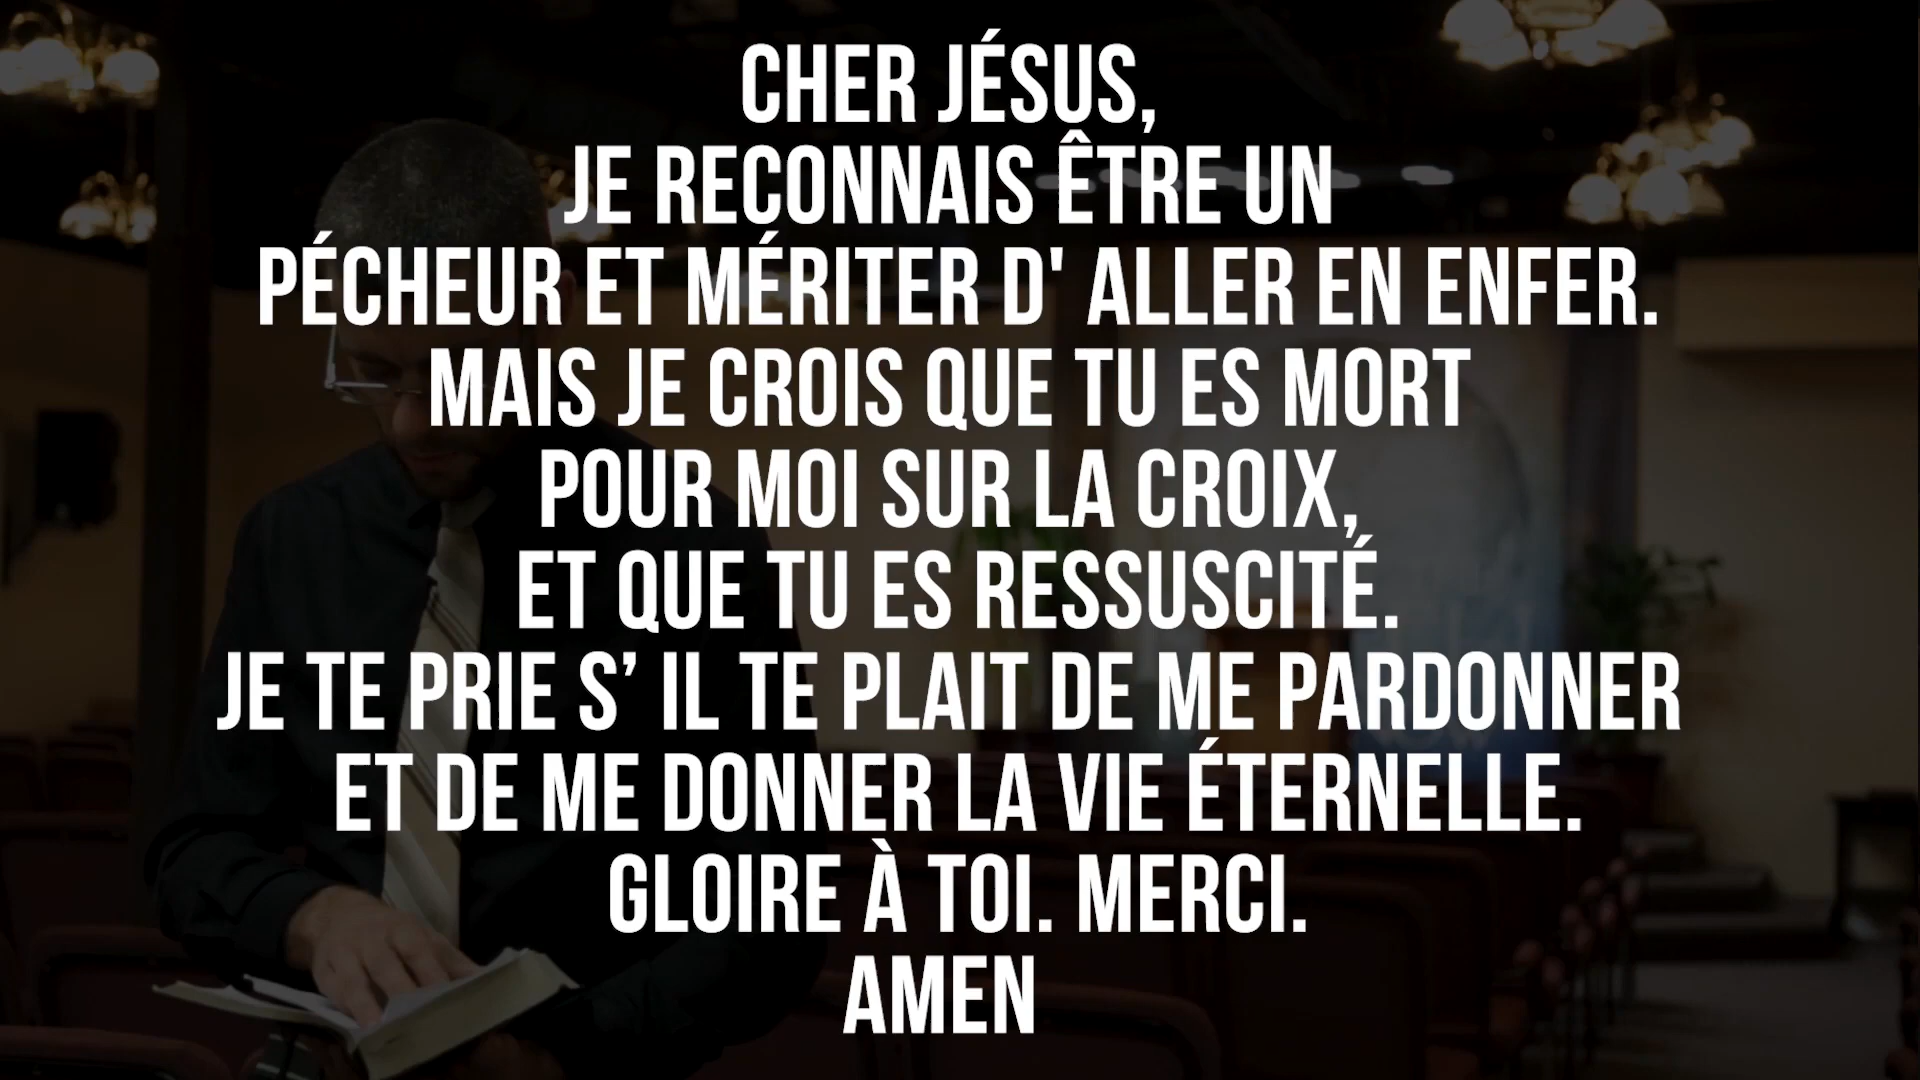 CHER JÉSUS,
JE RECONNAIS ÊTRE UN
PÉCHEUR ET MÉRITER D' ALLER EN ENFER.
MAIS JE CROIS QUE TU ES MORT
POUR MOI SUR LA CROIX,
ET QUE TU ES RESSUSCITÉ.
JE TE PRIE S’ IL TE PLAIT DE ME PARDONNER
ET DE ME DONNER LA VIE ÉTERNELLE.
GLOIRE À TOI. MERCI.
AMEN